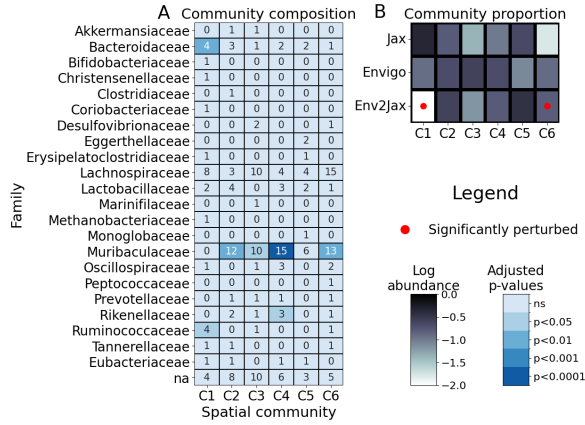 A Community composition
Akkermansiaceae 0 1 1 0 0 0
Bacteroidaceae 4 3 1 2 2 1
Bifidobacteriaceae 1 0 0 0 0 0
Christensenellaceae 1 0 0 0 0 0
Clostridiaceae 0 1 0 0 0 0
Coriobacteriaceae 1 0 0 0 0 0
Desulfovibrionaceae 0 0 2 0 0 1
Eggerthellaceae 0 0 0 0 2 0
Erysipelatoclostridiaceae 1 0 0 0 1 0
Lachnospiraceae 8 3 10 4 4 15
Lactobacillaceae 2 4 0 3 2 1
Marinifilaceae 0 0 1 0 0 0
Methanobacteriaceae 1 0 0 0 0 0
Monoglobaceae 0 0 0 0 1 0
Muribaculaceae 0 12 10 15 6 13
Oscillospiraceae 1 0 1 3 0 2
Peptococcaceae 0 0 0 0 0 1
Prevotellaceae 0 1 1 1 0 1
Rikenellaceae 0 2 1 3 0 1
Ruminococcaceae 4 0 1 0 0 1
Tannerellaceae 1 1 0 0 0 1
Eubacteriaceae 1 1 0 1 1 0
na 4 8 10 6 3 5
C1 C2 C3 C4 C5 C6
Spatial community
Family
B
Community proportion
Jax
Envigo
Env2Jax
C1 C2 C3 C4 C5 C6
Legend
Significantly perturbed
Log
abundance
0.0
−0.5
−1.0
−1.5
−2.0
Adjusted
p-values
ns
p<0.05
p<0.01
p<0.001
p<0.0001